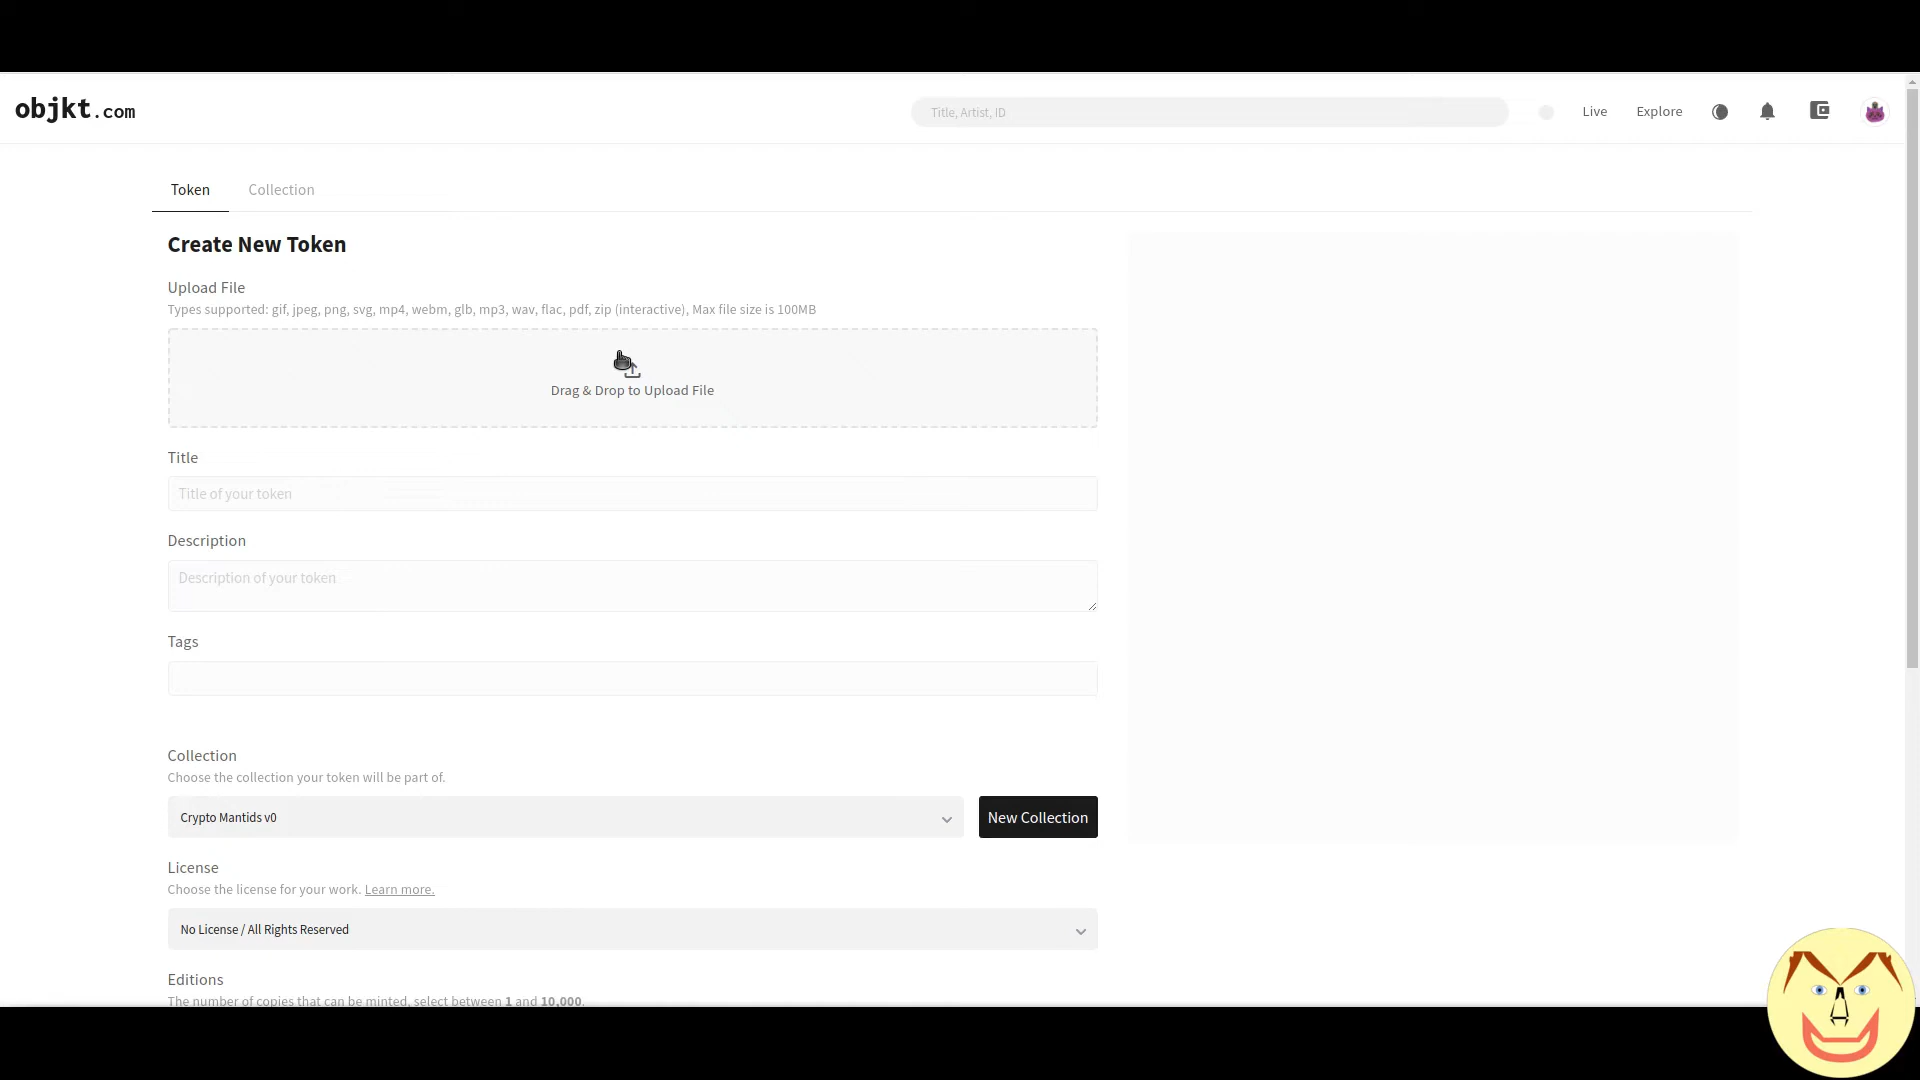 objkt.com
Title, Artist, ID
Live
Explore
Token
Collection
Create New Token
Upload File
Types supported: gif, jpeg, png, svg, mp4, webm, glb, mp3, wav, flac, pdf, zip (interactive), Max file size is 100MB
Drag & Drop to Upload File
Title
Title of your token
Description
Description of your token
Tags
Collection
Choose the collection your token will be part of.
Crypto Mantids v0
New Collection
License
Choose the license for your work. Learn more.
No License / All Rights Reserved
Editions
The number of copies that can be minted, select between 1 and 10,000.